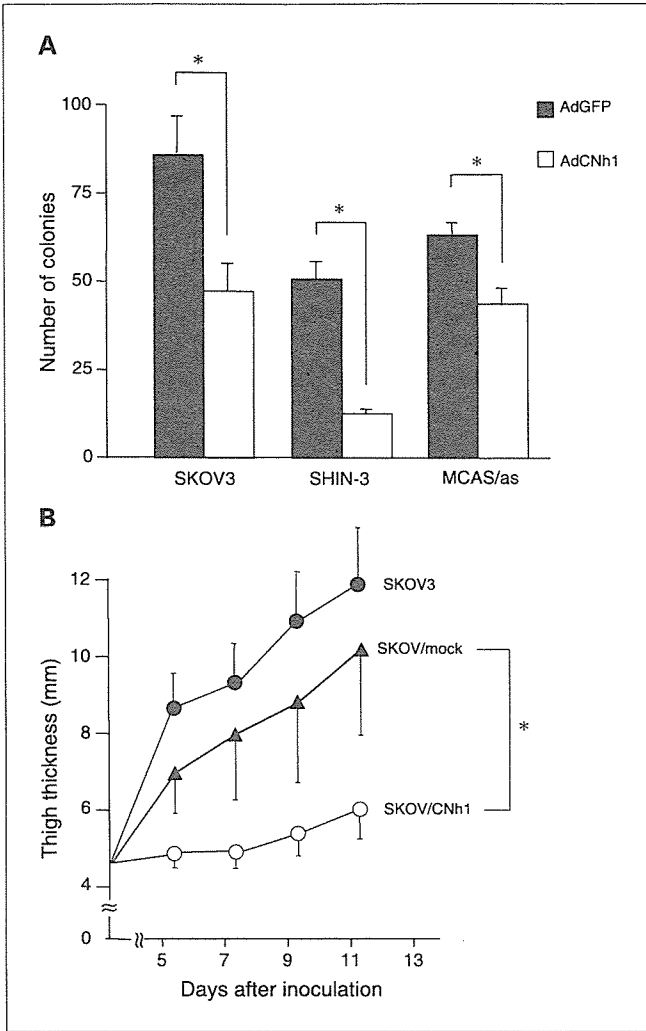 A
*
100
AdGFP
AdCNh1
*
*
75
50
25
0
Number of colonies
SKOV3 SHIN-3 MCAS/as
B
12
SKOV3
10
SKOV/mock
*
8
6
SKOV/CNh1
4
0
Thigh thickness (mm)
5 7 9 11 13
Days after inoculation